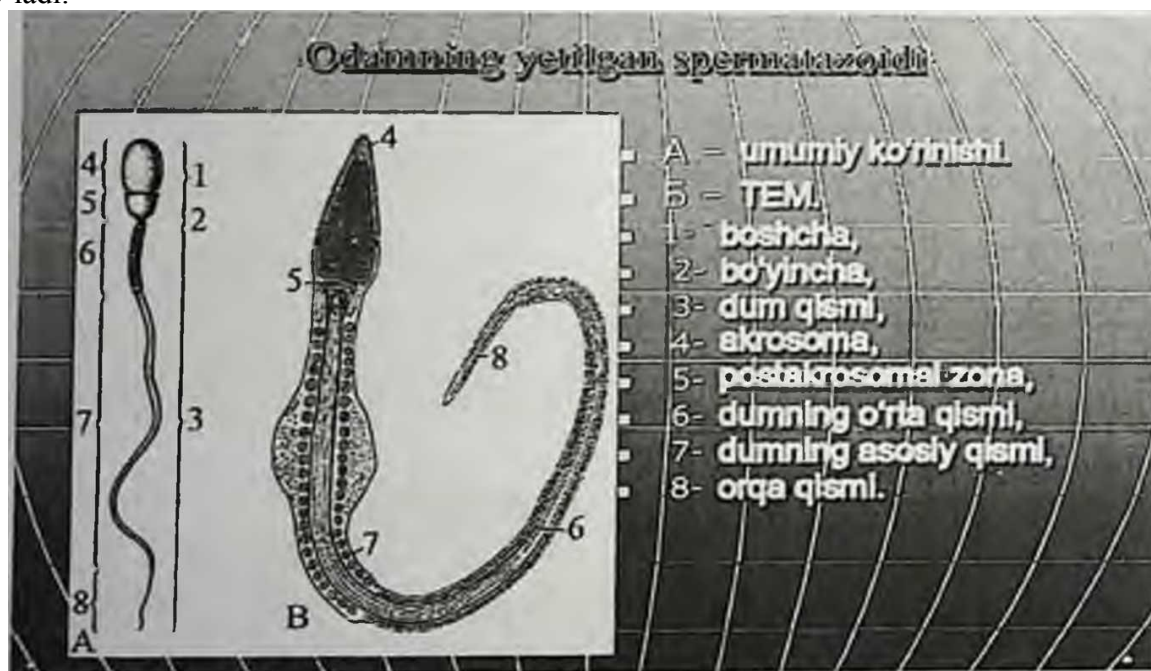 Odamning yetilgan spermatazoidi
4
5
6
7
8
A
1
2
3
4
5
8
7
6
B
A – umumiy ko'rinishi.
5 – TEM.
1- boshcha,
2- bo'yincha,
3- dum qismi,
4- akrosoma,
5- postakrosomal zona,
6- dumning o'rta qismi,
7- dumning asosiy qismi,
8- orqa qismi.